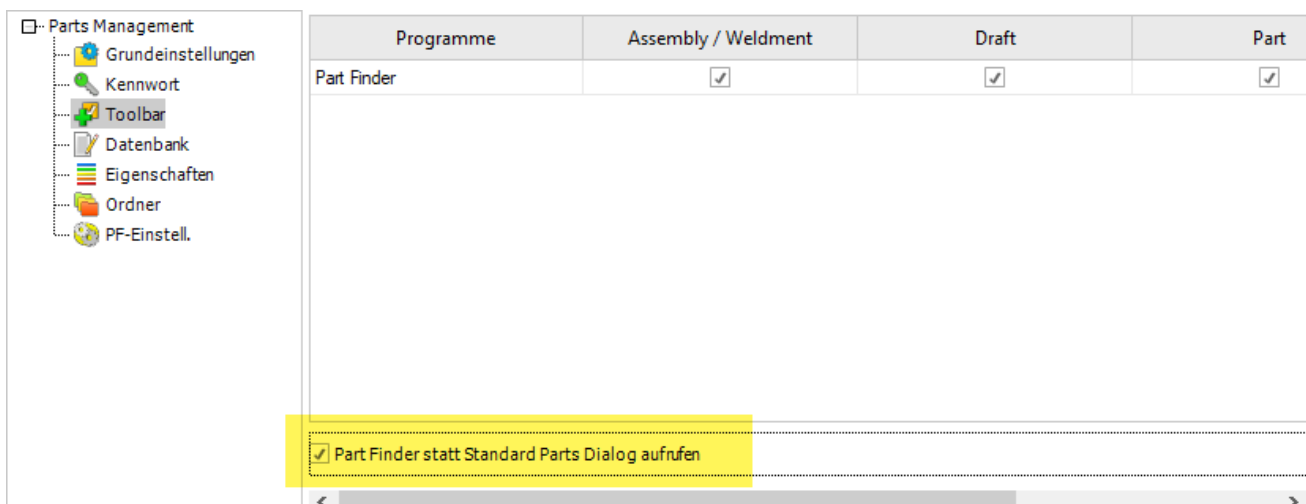 Parts Management
Grundeinstellungen
Kennwort
Toolbar
Datenbank
Eigenschaften
Ordner
PF-Einstell.
Programme Assembly / Weldment Draft Part
Part Finder
Part Finder statt Standard Parts Dialog aufrufen